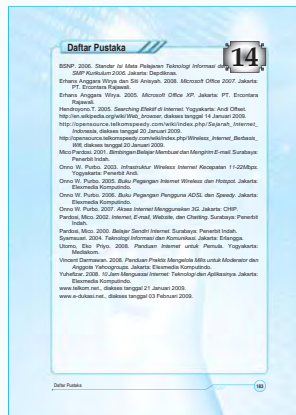 Daftar Pustaka
14
BSNP. 2006. Standar Isi Mata Pelajaran Teknologi Informasi
SMP Kurikulum 2006. Jakarta: Depdiknas.
Erhans Anggara Wirya dan Siti Anisyah. 2008. Microsoft Office 2007. Jakarta:
PT. Ercontara Rajawali.
Erhans Anggara Wirya. 2005. Microsoft Office XP. Jakarta: PT. Ercontara
Rajawali.
Hendroyono.T. 2005. Searching Efektif di Internet. Yogyakarta: Andi Offset.
http://en.wikipedia.org/wiki/Web_browser, diakses tanggal 14 Januari 2009.
http://opensource.telkomspeedy.com/wiki/index.php/Sejarah_Internet_
Indonesia, diakses tanggal 20 Januari 2009.
http://opensource.telkomspeedy.com/wiki/index.php/Wireless_Internet_Berbasis_
Wifi, diakses tanggal 20 Januari 2009.
Mico Pardosi. 2001. Bimbingan Belajar Membuat dan Mengirim E-mail. Surabaya:
Penerbit Indah.
Onno W. Purbo. 2003. Infrastruktur Wireless Internet Kecepatan 11-22Mbps.
Yogyakarta: Penerbit Andi.
Onno W. Purbo. 2005. Buku Pegangan Internet Wireless dan Hotspot. Jakarta:
Elexmedia Komputindo.
Onno W. Purbo. 2006. Buku Pegangan Pangguna ADSL dan Speedy. Jakarta:
Elexmedia Komputindo.
Onno W. Purbo. 2007. Akses Internet Menggunakan 3G. Jakarta: CHIP.
Pardosi, Mico. 2002. Internet, E-mail, Website, dan Chatting. Surabaya: Penerbit
Indah.
Pardosi, Mico. 2000. Belajar Sendiri Internet. Surabaya: Penerbit Indah.
Syamsuari. 2004. Teknologi Informasi dan Komunikasi. Jakarta: Erlangga.
Utomo, Eko Priyo. 2008. Panduan Internet untuk Pemula. Yogyakarta:
Mediakom.
Vincent Darmawan. 2008. Panduan Prakts Mengelola Milis untuk Moderator dan
Anggota Yahoogroups. Jakarta: Elexmedia Komputindo.
Yuhefizar. 2008. 10 Jam Menguasai Internet: Teknologi dan Aplikasinya. Jakarta:
Elexmedia Komputindo.
www.telkom.net., diakses tanggal 21 Januari 2009.
www.e-dukasi.net., diakses tanggal 03 Februari 2009.
Daftar Pustaka
163